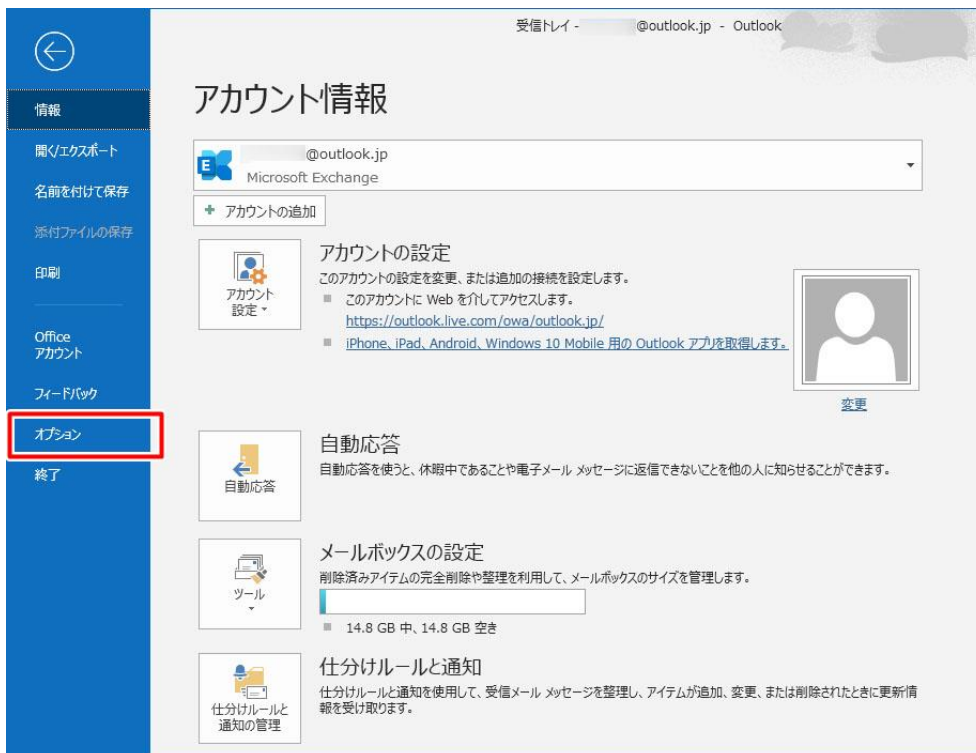 受信トレイ - @outlook.jp - Outlook
アカウント情報
情報
開く/エクスポート
名前を付けて保存
添付ファイルの保存
印刷
Office
アカウント
フィードバック
オプション
終了
@outlook.jp
Microsoft Exchange
アカウントの追加
アカウント
設定
アカウントの設定
このアカウントの設定を変更、または追加の接続を設定します。
このアカウントに Web を介してアクセスします。
https://outlook.live.com/owa/outlook.jp/
iPhone、iPad、Android、Windows 10 Mobile 用の Outlook アプリを取得します。
変更
自動応答
自動応答
自動応答を使うと、休暇中であることや電子メール メッセージに返信できないことを他の人に知らせることができます。
ツール
メールボックスの設定
削除済みアイテムの完全削除や整理を利用して、メールボックスのサイズを管理します。
14.8 GB 中、14.8 GB 空き
仕分けルールと
通知の管理
仕分けルールと通知
仕分けルールと通知を使用して、受信メール メッセージを整理し、アイテムが追加、変更、または削除されたときに更新情
報を受け取ります。